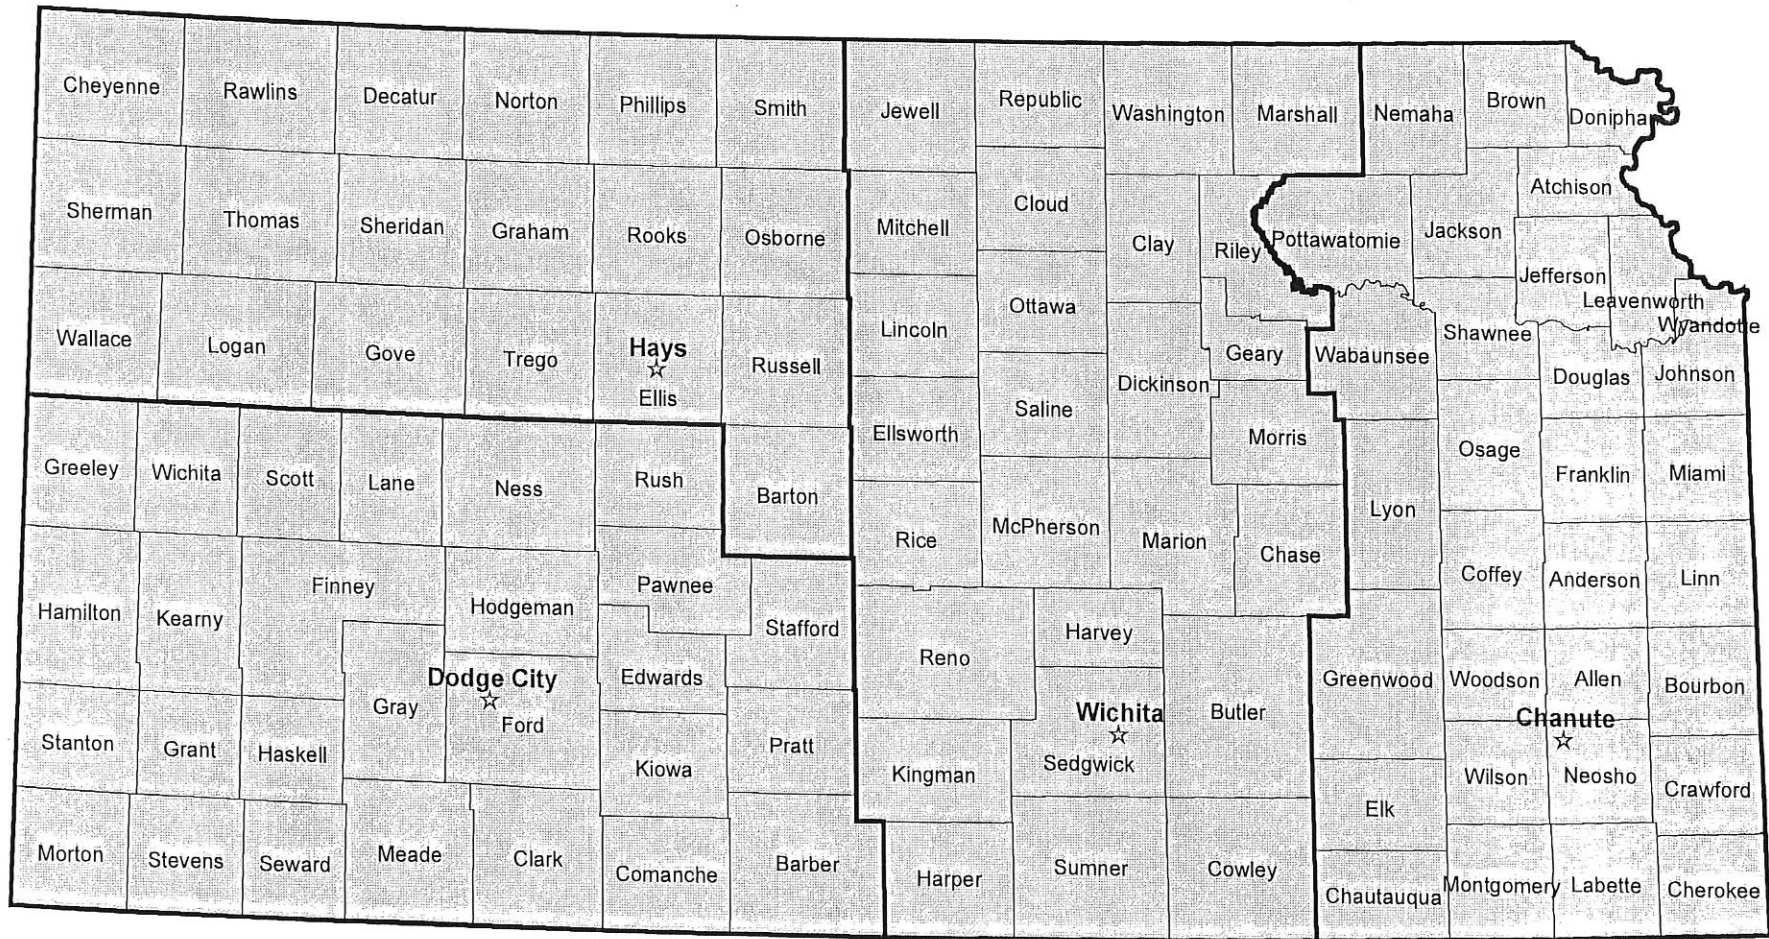 Cheyenne
Rawlins
Decatur
Norton
Phillips
Smith
Jewell
Republic
Washington
Marshall
Nemaha
Brown
Doniphan
Sherman
Thomas
Sheridan
Graham
Rooks
Osborne
Mitchell
Cloud
Clay
Riley
Pottawatomie
Jackson
Atchison
Jefferson
Leavenworth
Wyandotte
Wallace
Logan
Gove
Trego
Hays
Ellis
Russell
Lincoln
Ottawa
Dickinson
Geary
Wabaunsee
Shawnee
Douglas
Johnson
Greeley
Wichita
Scott
Lane
Ness
Rush
Barton
Ellsworth
Saline
Morris
Osage
Franklin
Miami
Rice
McPherson
Marion
Chase
Lyon
Hamilton
Kearny
Finney
Hodgeman
Pawnee
Stafford
Reno
Harvey
Coffey
Anderson
Linn
Dodge City
Gray
Ford
Edwards
Wichita
Sedgwick
Butler
Greenwood
Woodson
Allen
Bourbon
Chanute
Stanton
Grant
Haskell
Kiowa
Pratt
Kingman
Elk
Wilson
Neosho
Crawford
Morton
Stevens
Seward
Meade
Clark
Comanche
Barber
Harper
Sumner
Cowley
Chautauqua
Montgomery
Labette
Cherokee